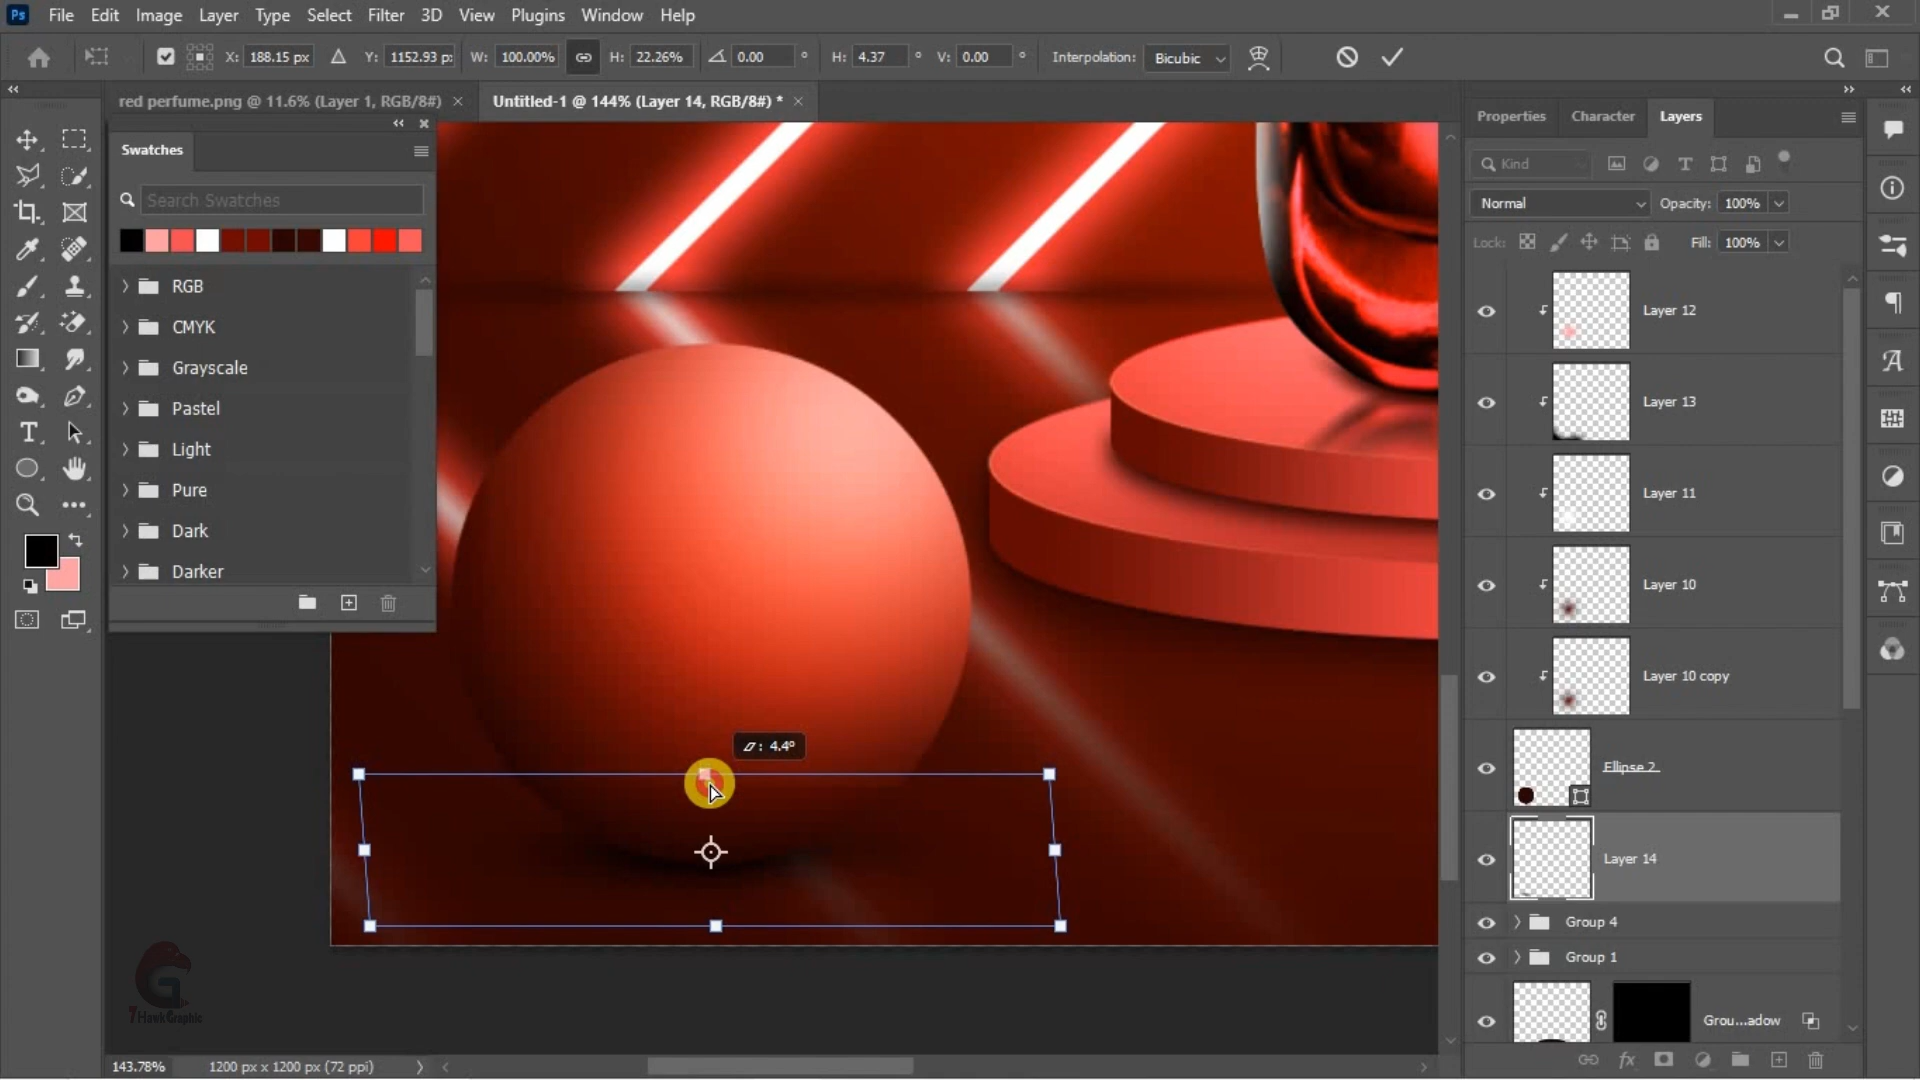 Ps File Edit Image Layer Type Select Filter 3D View Plugins Window Help
X: 188.15 px Y: 1152.93 p: W: 100.00% H: 22.26% 0.00 ° H: 4.37 ° V: 0.00 ° Interpolation: Bicubic
red perfume.png @ 11.6% (Layer 1, RGB/8#) × Untitled-1 @ 144% (Layer 14, RGB/8#) * ×
Swatches
Search Swatches
RGB
CMYK
Grayscale
Pastel
Light
Pure
Dark
Darker
4.4°
Properties Character Layers
Kind
Normal Opacity: 100%
Lock: Fill: 100%
Layer 12
Layer 13
Layer 11
Layer 10
Layer 10 copy
Ellipse 2
Layer 14
Group 4
Group 1
Grou...adow
7HawkGraphic
143.78% 1200 px x 1200 px (72 ppi)